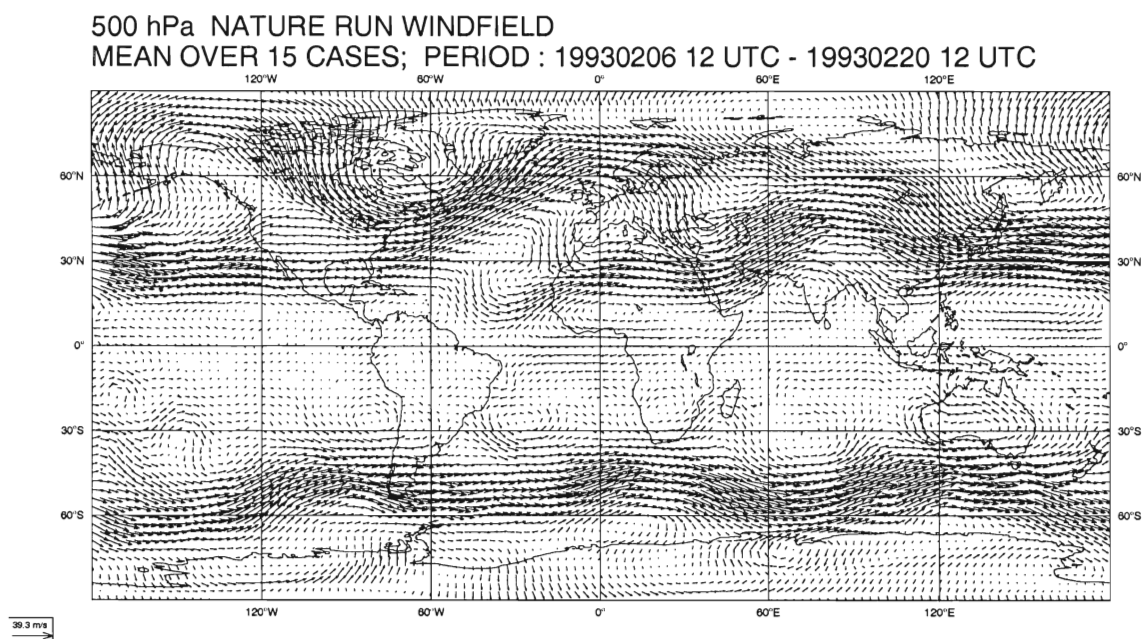 500 hPa NATURE RUN WINDFIELD
MEAN OVER 15 CASES; PERIOD : 19930206 12 UTC - 19930220 12 UTC
120°W 60°W 0° 60°E 120°E
60°N 60°N
30°N 30°N
0° 0°
30°S 30°S
60°S 60°S
120°W 60°W 0° 60°E 120°E
39.3 m/s